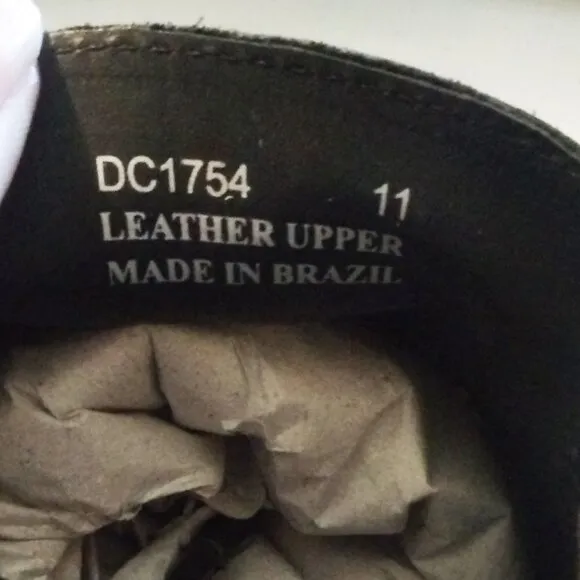 DC1754 11
LEATHER UPPER
MADE IN BRAZIL